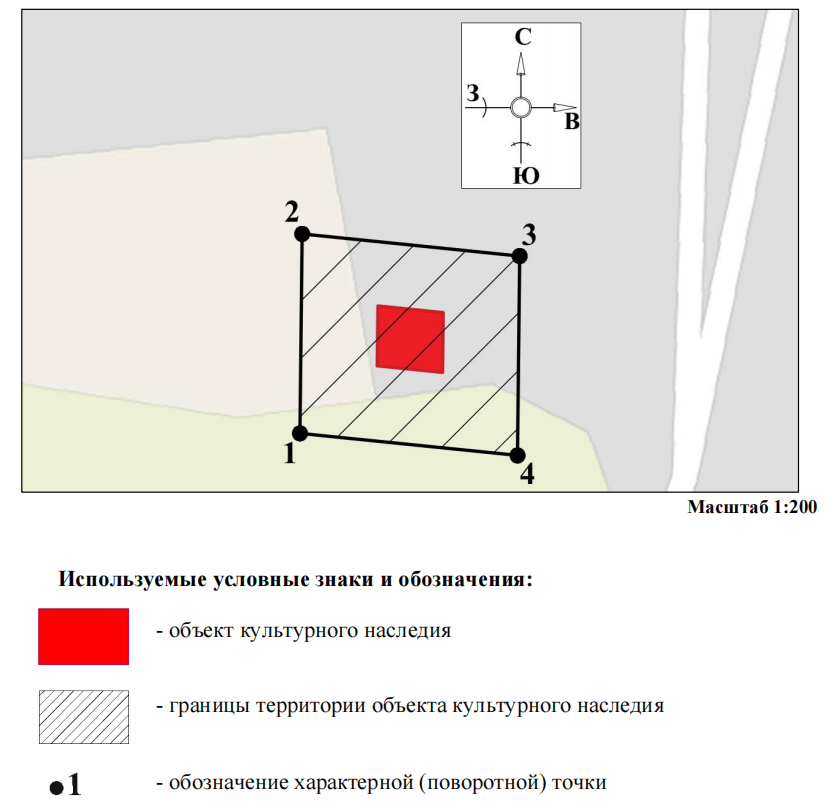 С
З
В
Ю
2
3
1
4
Масштаб 1:200
Используемые условные знаки и обозначения:
- объект культурного наследия
- границы территории объекта культурного наследия
1
- обозначение характерной (поворотной) точки